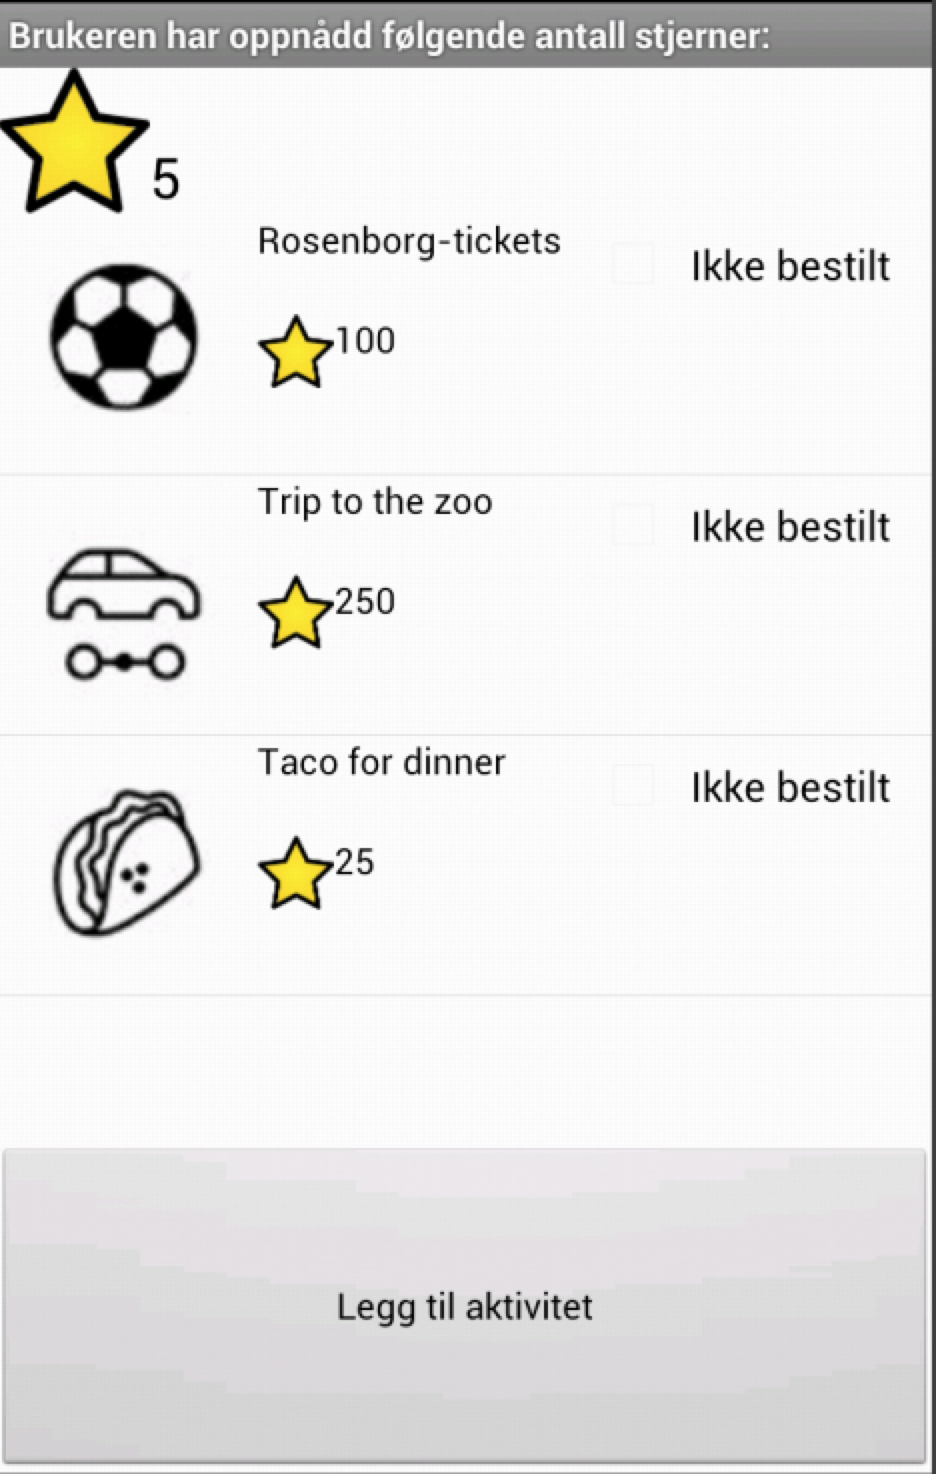 Brukeren har oppnådd følgende antall stjerner:
5
Rosenborg-tickets
Ikke bestilt
100
Trip to the zoo
Ikke bestilt
250
Taco for dinner
Ikke bestilt
25
Legg til aktivitet